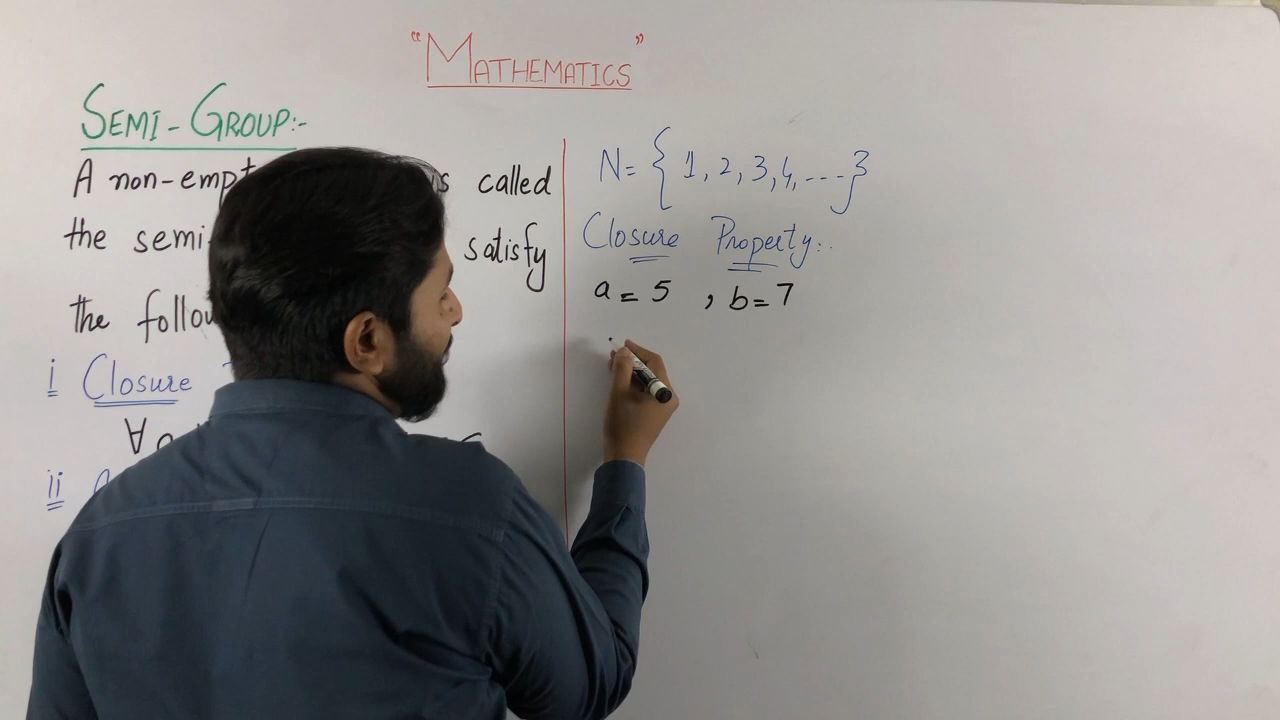 “MATHEMATICS”
SEMI-GROUP:-
A non-empt called
the semi- satisfy
the follow
i Closure
∀ a
ii
N= { 1, 2, 3, 4, ... }
Closure Property:.
a = 5 , b = 7